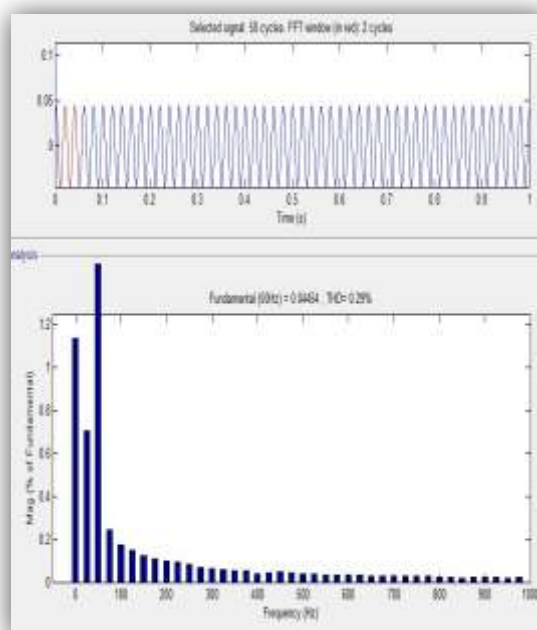 Selected signal: 50 cycles. FFT window (in red): 2 cycles
0.1
0.05
0
0 0.1 0.2 0.3 0.4 0.5 0.6 0.7 0.8 0.9 1
Time (s)
analysis
Fundamental (50Hz) = 0.04454 , THD= 0.29%
1.2
1
0.8
0.6
0.4
0.2
0
Mag (% of Fundamental)
0 100 200 300 400 500 600 700 800 900 1000
Frequency (Hz)